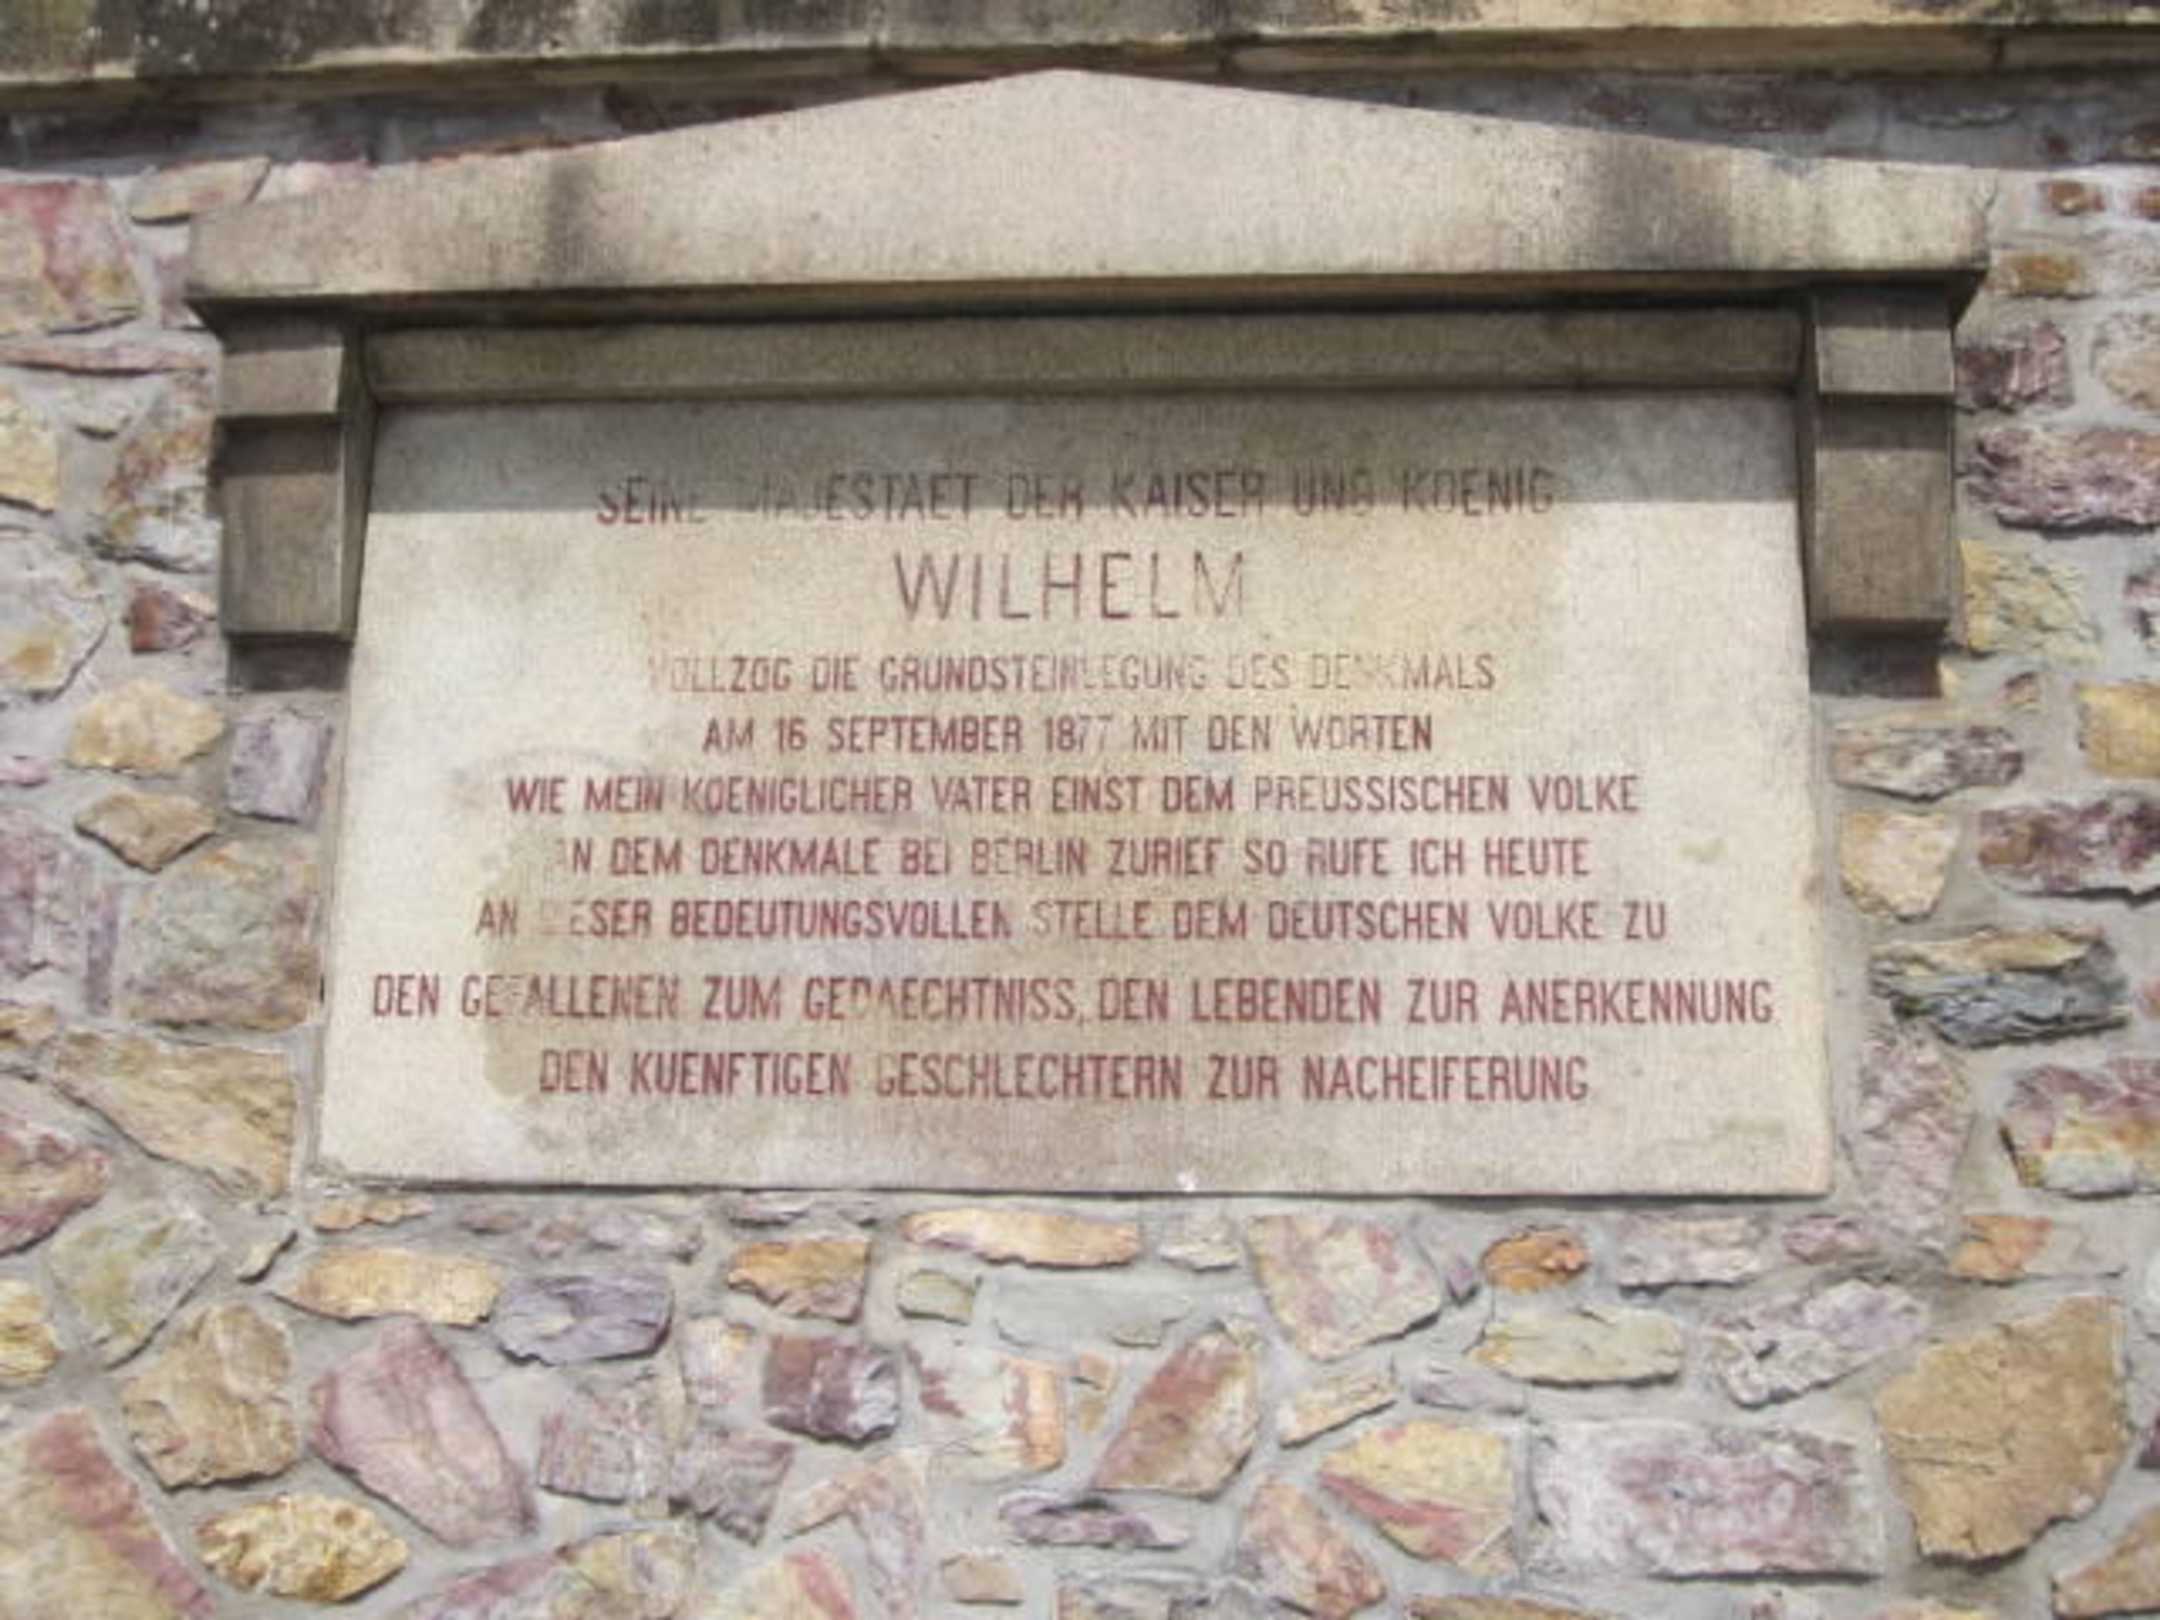 SEINE MAJESTAET DER KAISER UND KOENIG
WILHELM
VOLLZOG DIE GRUNDSTEINLEGUNG DES DENKMALS
AM 16 SEPTEMBER 1877 MIT DEN WORTEN
WIE MEIN KOENIGLICHER VATER EINST DEM PREUSSISCHEN VOLKE
AN DEM DENKMALE BEI BERLIN ZURIEF SO RUFE ICH HEUTE
AN DIESER BEDEUTUNGSVOLLEN STELLE DEM DEUTSCHEN VOLKE ZU
DEN GEFALLENEN ZUM GEDAECHTNISS, DEN LEBENDEN ZUR ANERKENNUNG
DEN KUENFTIGEN GESCHLECHTERN ZUR NACHEIFERUNG